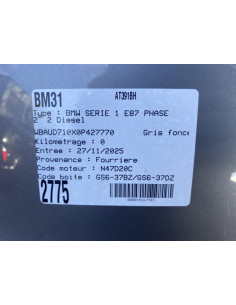 BM31 AT391BH
Type : BMW SERIE 1 E87 PHASE
2 2 Diesel
WBAUD710X0P427770 Gris fonce
Kilometrage : 0
Entree : 27/11/2025
Provenance : Fourriere
Code moteur : N47D20C
Code boite : GS6-37BZ/GS6-37DZ
2775